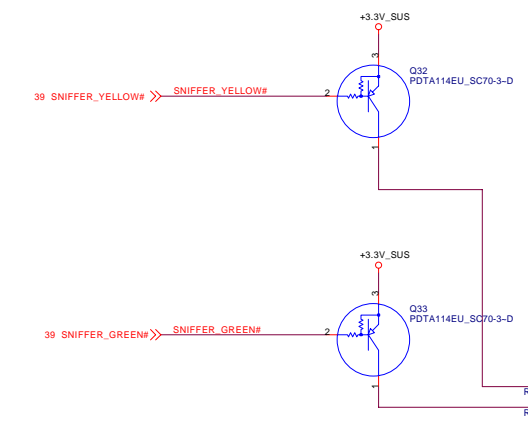 +3.3V_SUS
3
Q32
PDTA114EU_SC70-3~D
39 SNIFFER_YELLOW#
SNIFFER_YELLOW#
2
1
+3.3V_SUS
3
Q33
PDTA114EU_SC70-3~D
39 SNIFFER_GREEN#
SNIFFER_GREEN#
2
1
R
R